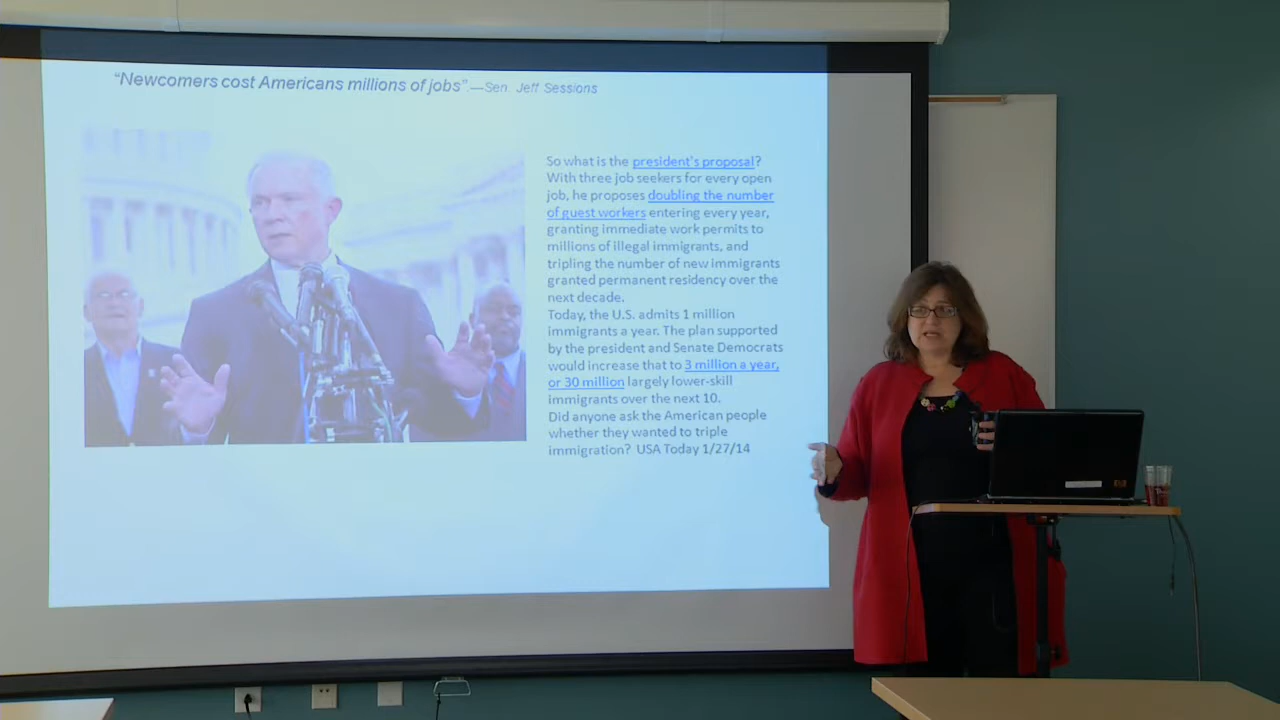 “Newcomers cost Americans millions of jobs”.—Sen. Jeff Sessions
So what is the president's proposal?
With three job seekers for every open
job, he proposes doubling the number
of guest workers entering every year,
granting immediate work permits to
millions of illegal immigrants, and
tripling the number of new immigrants
granted permanent residency over the
next decade.
Today, the U.S. admits 1 million
immigrants a year. The plan supported
by the president and Senate Democrats
would increase that to 3 million a year,
or 30 million largely lower-skill
immigrants over the next 10.
Did anyone ask the American people
whether they wanted to triple
immigration? USA Today 1/27/14
hp